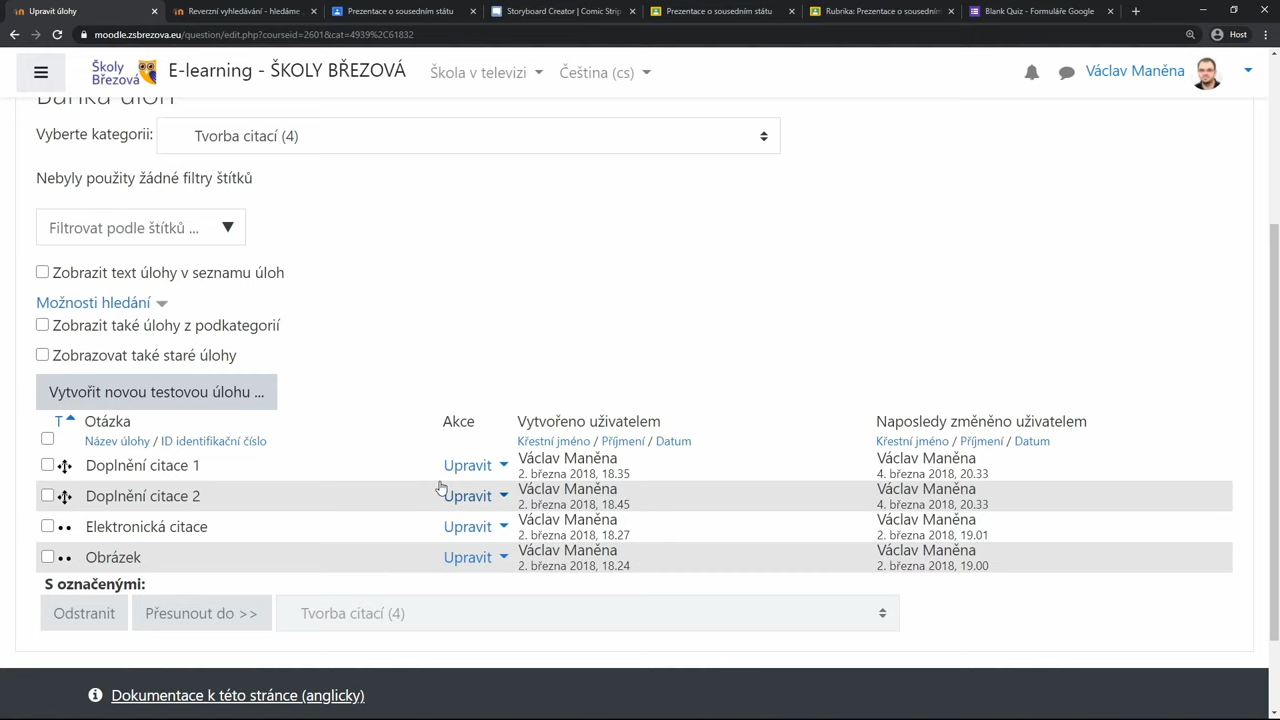 Upravit úlohy
Reverzní vyhledávání - hledáme
Prezentace o sousedním státu
Storyboard Creator | Comic Strip
Prezentace o sousedním státu
Rubrika: Prezentace o sousedním
Blank Quiz - Formuláře Google
moodle.zsbrezova.eu/question/edit.php?courseid=2601&cat=4939%2C61832
Host
Školy Březová
E-learning - ŠKOLY BŘEZOVÁ
Škola v televizi
Čeština (cs)
Václav Maněna
Banka úloh
Vyberte kategorii:
Tvorba citací (4)
Nebyly použity žádné filtry štítků
Filtrovat podle štítků ...
Zobrazit text úlohy v seznamu úloh
Možnosti hledání
Zobrazit také úlohy z podkategorií
Zobrazovat také staré úlohy
Vytvořit novou testovou úlohu ...
T Otázka Akce Vytvořeno uživatelem Naposledy změněno uživatelem
Název úlohy / ID identifikační číslo Křestní jméno / Příjmení / Datum Křestní jméno / Příjmení / Datum
Doplnění citace 1 Upravit Václav Maněna Václav Maněna
2. března 2018, 18.35 4. března 2018, 20.33
Doplnění citace 2 Upravit Václav Maněna Václav Maněna
2. března 2018, 18.45 4. března 2018, 20.33
Elektronická citace Upravit Václav Maněna Václav Maněna
2. března 2018, 18.27 2. března 2018, 19.01
Obrázek Upravit Václav Maněna Václav Maněna
2. března 2018, 18.24 2. března 2018, 19.00
S označenými:
Odstranit
Přesunout do >>
Tvorba citací (4)
Dokumentace k této stránce (anglicky)